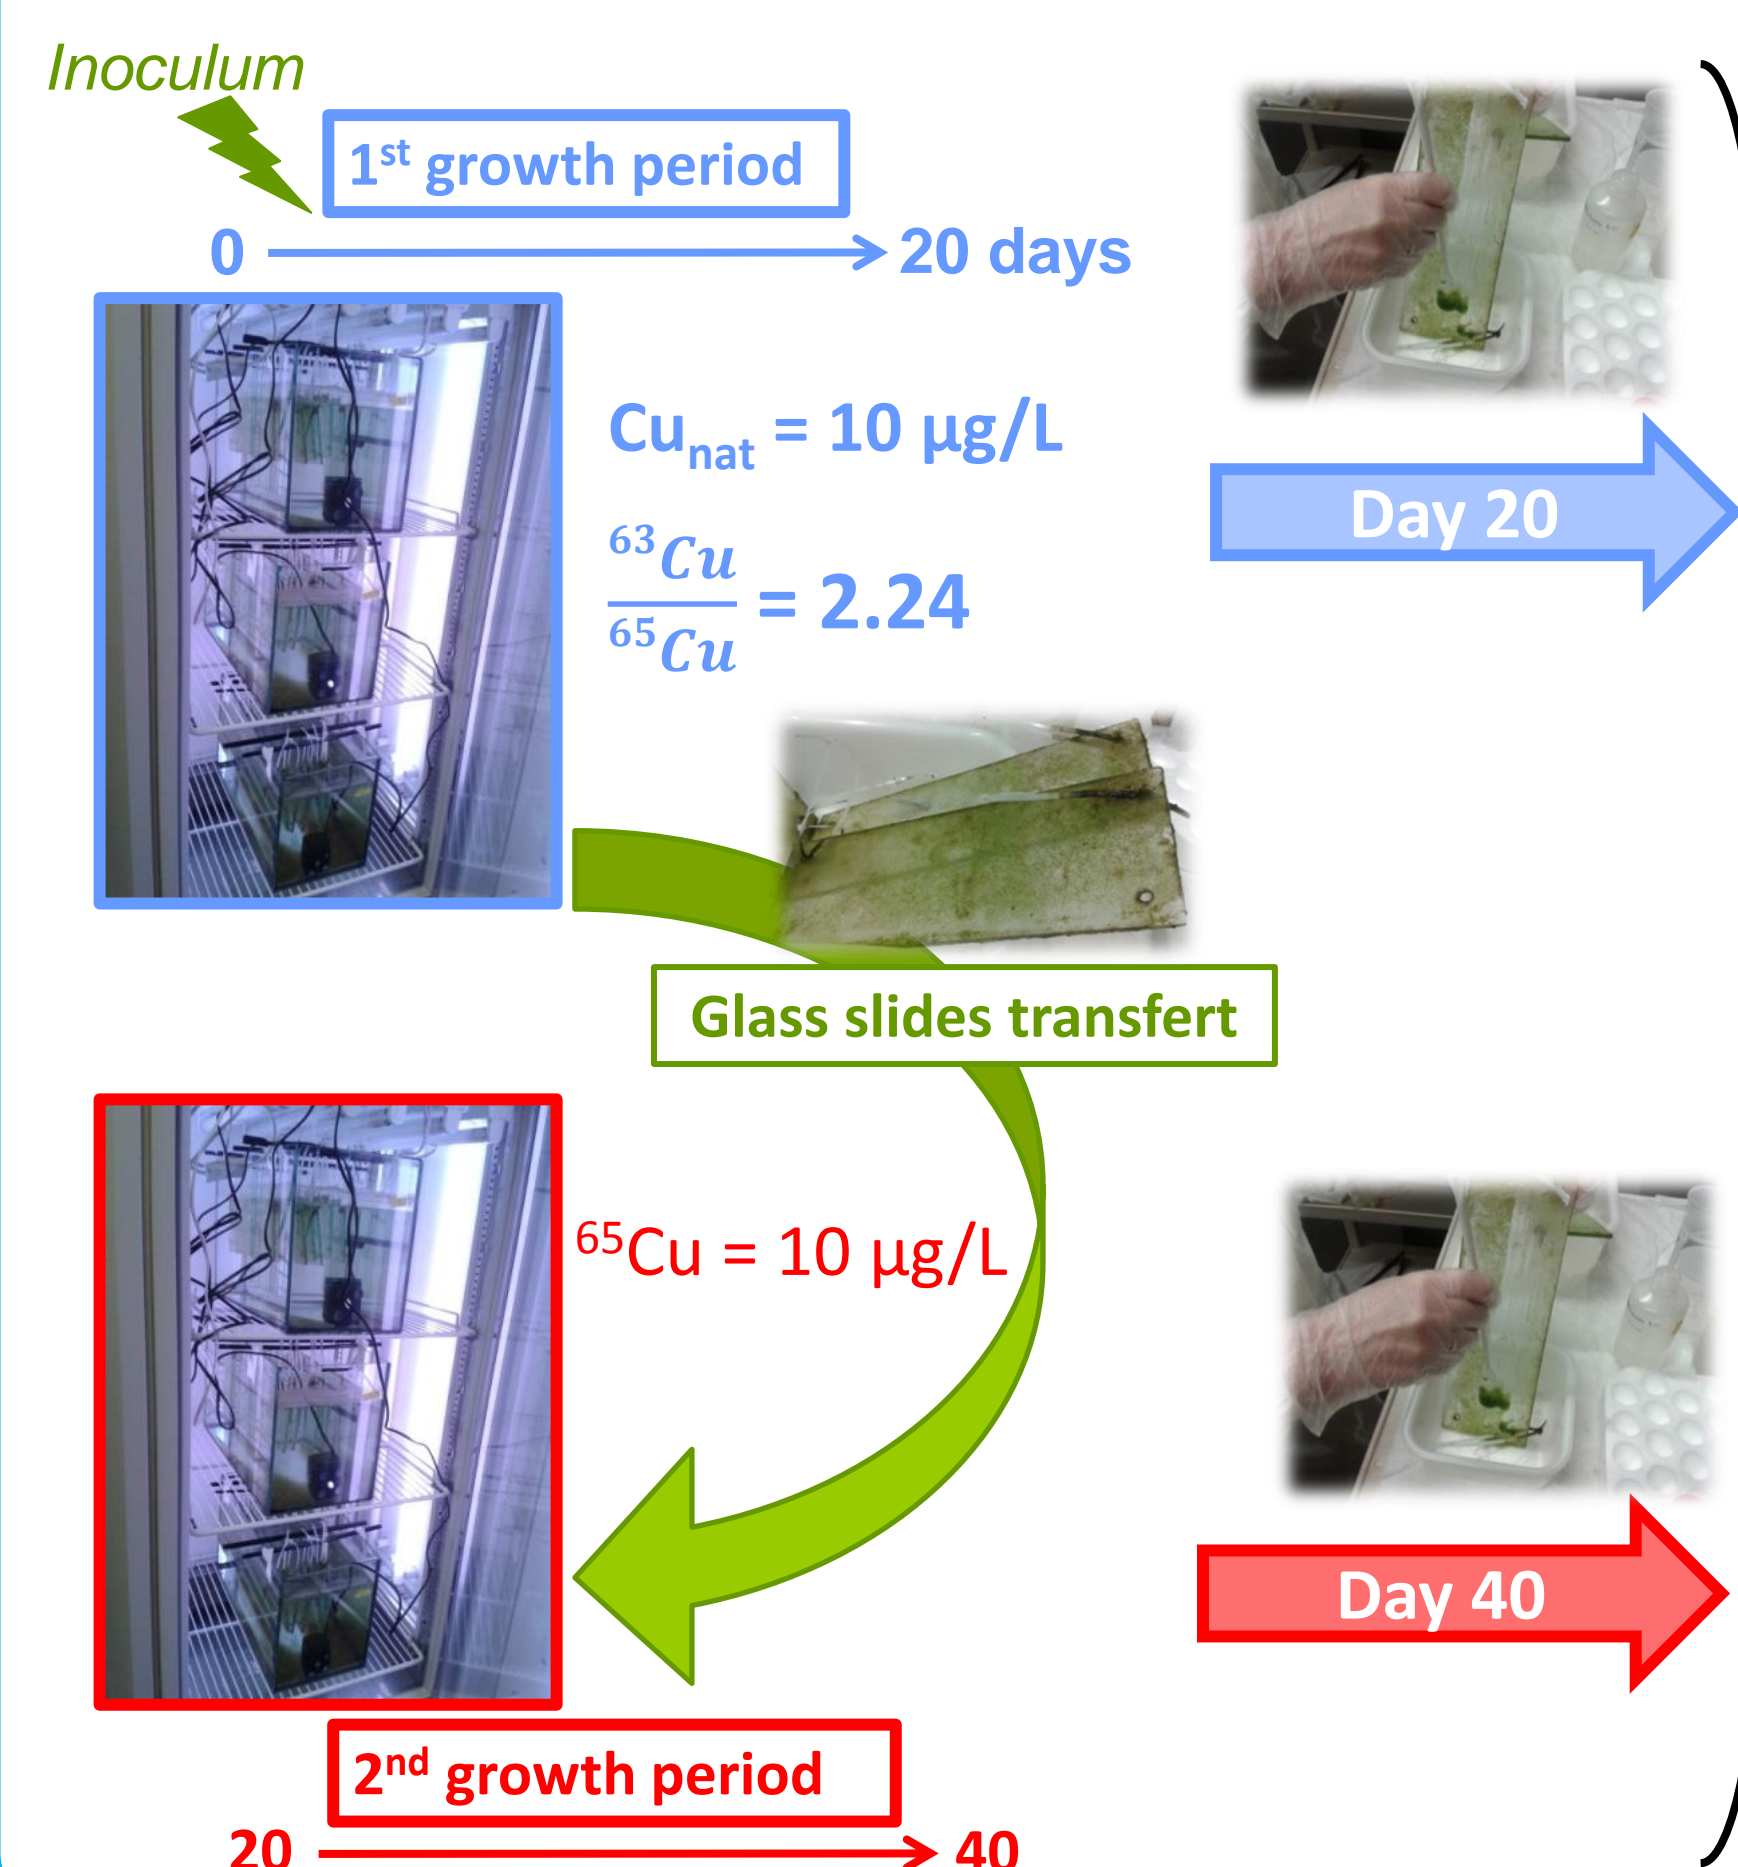 Inoculum
1st growth period
0
20 days
Cunat = 10 µg/L
63Cu
65Cu
= 2.24
Day 20
Glass slides transfert
65Cu = 10 µg/L
Day 40
2nd growth period
20
40